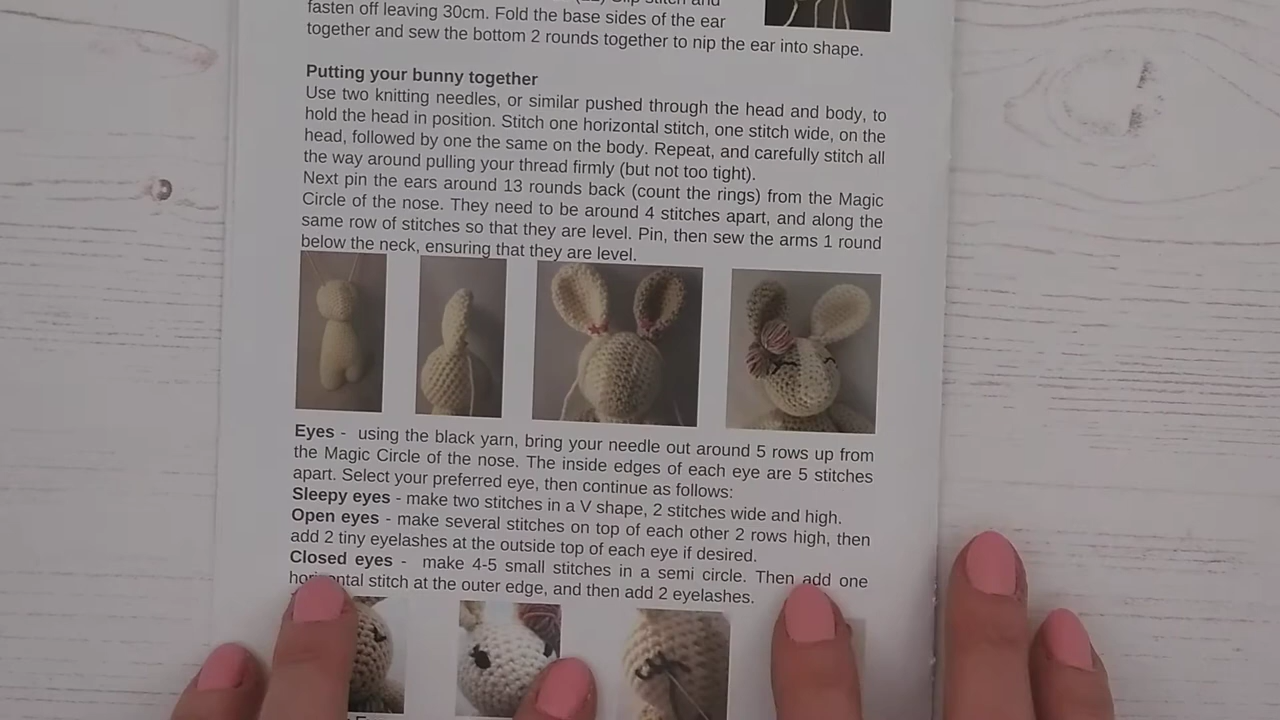 Slip stitch and
fasten off leaving 30cm. Fold the base sides of the ear
together and sew the bottom 2 rounds together to nip the ear into shape.
Putting your bunny together
Use two knitting needles, or similar pushed through the head and body, to
hold the head in position. Stitch one horizontal stitch, one stitch wide, on the
head, followed by one the same on the body. Repeat, and carefully stitch all
the way around pulling your thread firmly (but not too tight).
Next pin the ears around 13 rounds back (count the rings) from the Magic
Circle of the nose. They need to be around 4 stitches apart, and along the
same row of stitches so that they are level. Pin, then sew the arms 1 round
below the neck, ensuring that they are level.
Eyes - using the black yarn, bring your needle out around 5 rows up from
the Magic Circle of the nose. The inside edges of each eye are 5 stitches
apart. Select your preferred eye, then continue as follows:
Sleepy eyes - make two stitches in a V shape, 2 stitches wide and high.
Open eyes - make several stitches on top of each other 2 rows high, then
add 2 tiny eyelashes at the outside top of each eye if desired.
Closed eyes - make 4-5 small stitches in a semi circle. Then add one
horizontal stitch at the outer edge, and then add 2 eyelashes.